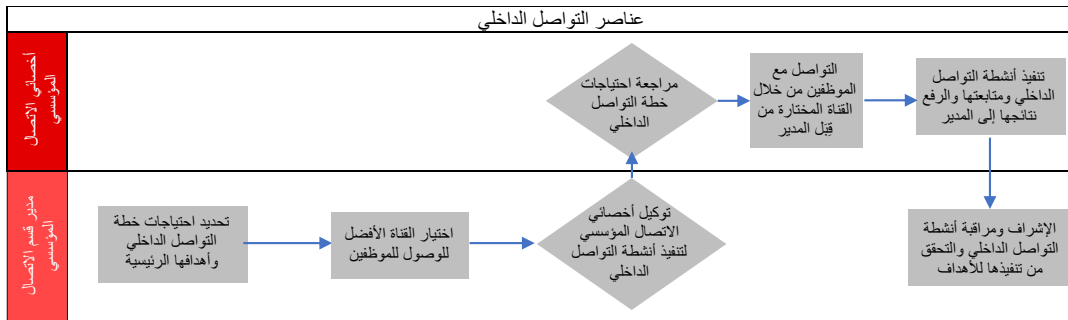 عناصر التواصل الداخلي
أخصائي الاتصال
المؤسسي
مراجعة احتياجات
خطة التواصل
الداخلي
التواصل مع
الموظفين من خلال
القناة المختارة من
قِبَل المدير
تنفيذ أنشطة التواصل
الداخلي ومتابعتها والرفع
نتائجها إلى المدير
مدير قسم الاتصال
المؤسسي
تحديد احتياجات خطة
التواصل الداخلي
وأهدافها الرئيسية
اختيار القناة الأفضل
للوصول للموظفين
توكيل أخصائي
الاتصال المؤسسي
لتنفيذ أنشطة التواصل
الداخلي
الإشراف ومراقبة أنشطة
التواصل الداخلي والتحقق
من تنفيذها للأهداف